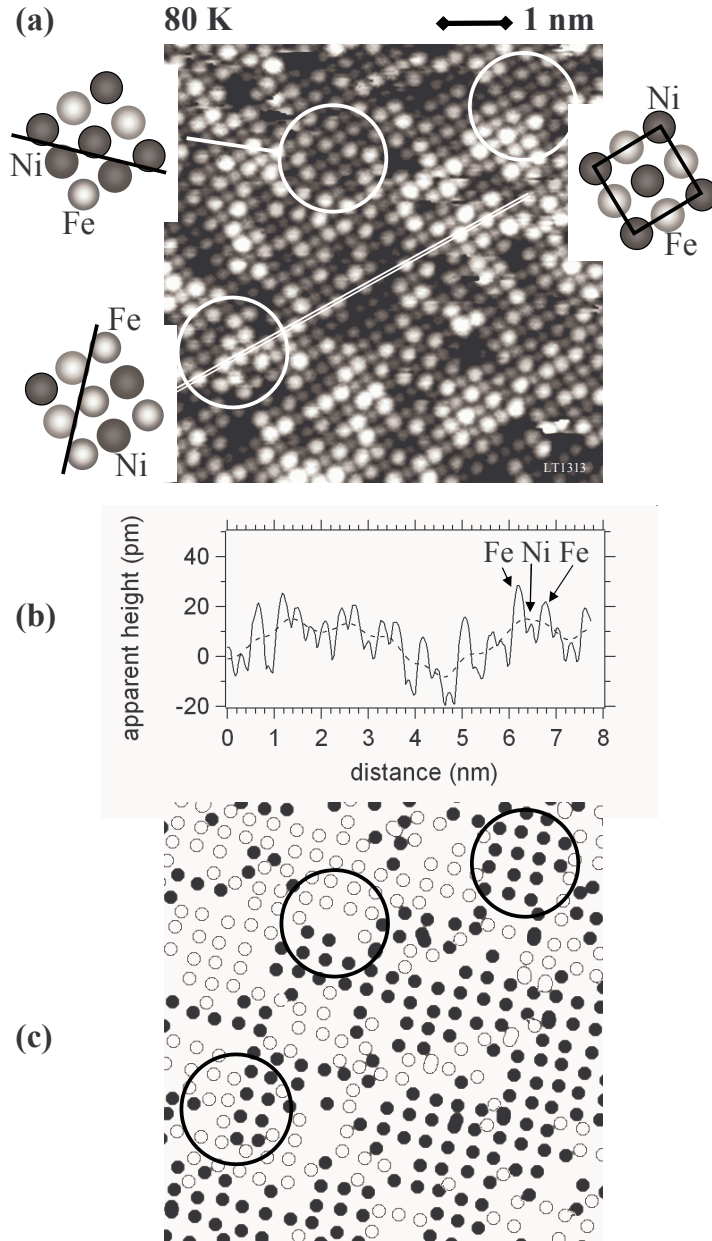 (a) 80 K 1 nm
Ni
Fe
Ni
Fe
Fe
Ni
LT1313
(b)
apparent height (pm)
40
20
0
-20
Fe Ni Fe
0 1 2 3 4 5 6 7 8
distance (nm)
(c)